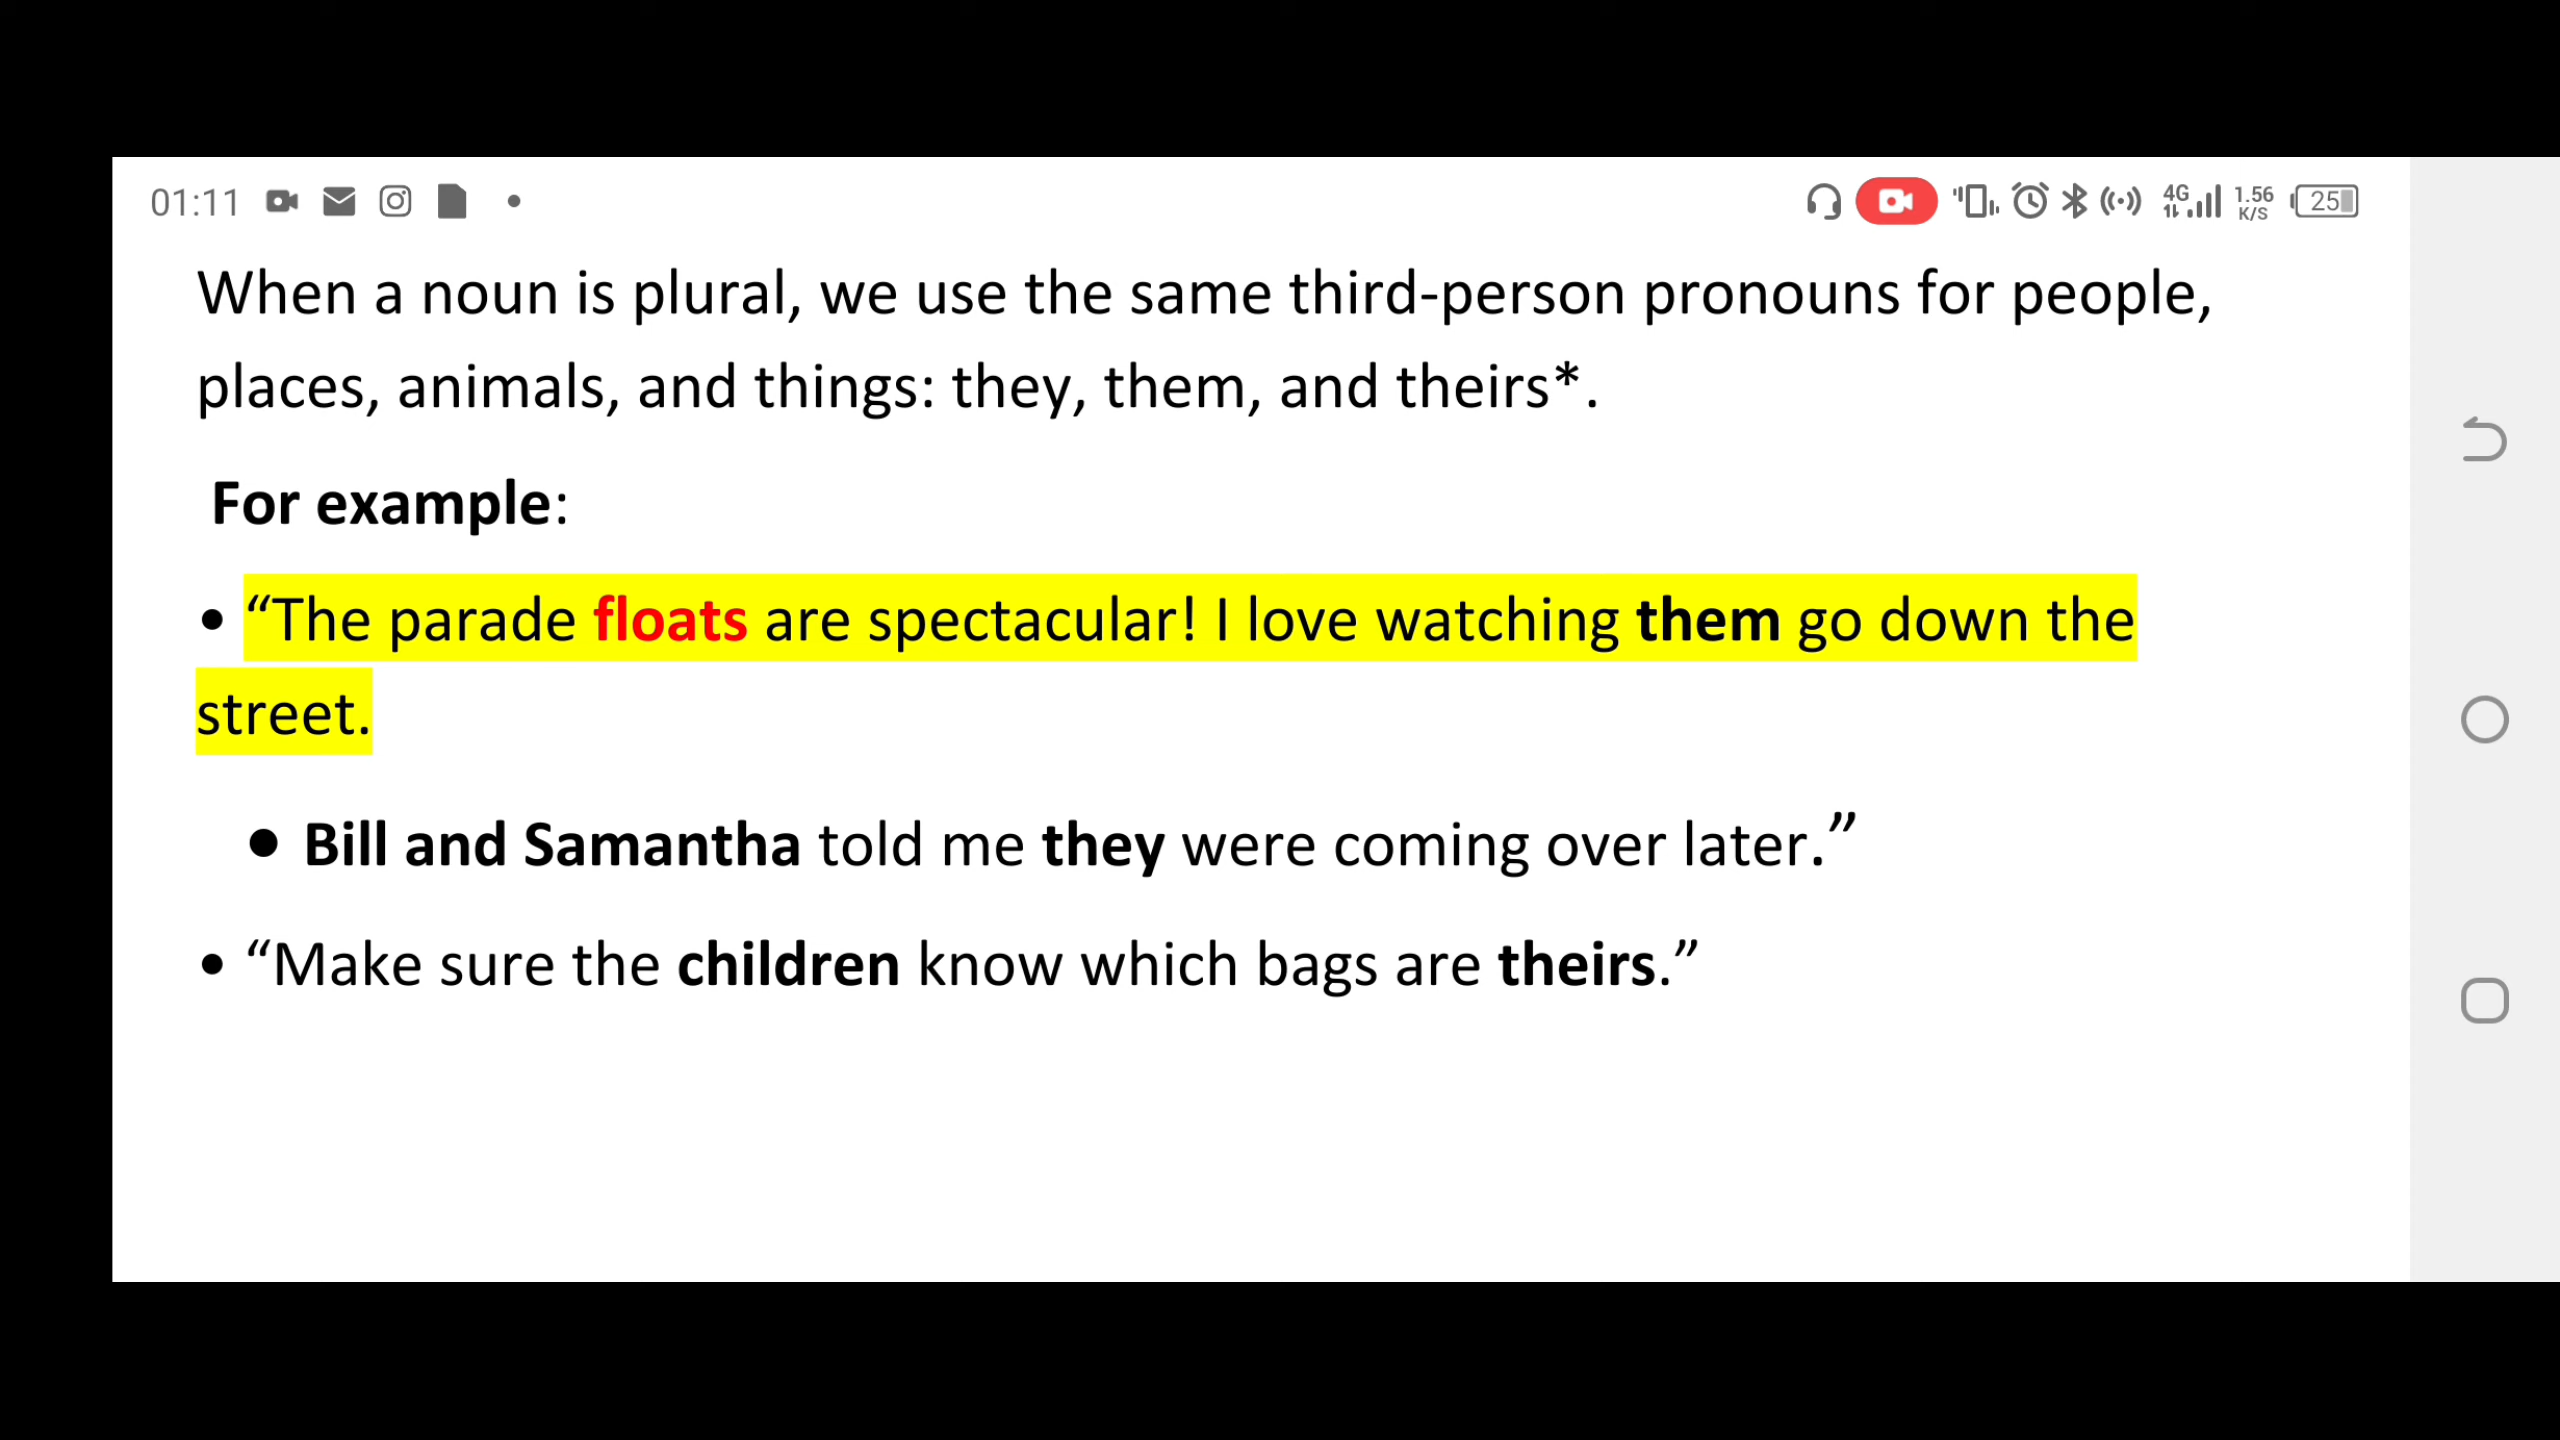 01:11 4G 1.56 K/S 25
When a noun is plural, we use the same third-person pronouns for people,
places, animals, and things: they, them, and theirs*.
For example:
• “The parade floats are spectacular! I love watching them go down the
street.
• Bill and Samantha told me they were coming over later.”
• “Make sure the children know which bags are theirs.”